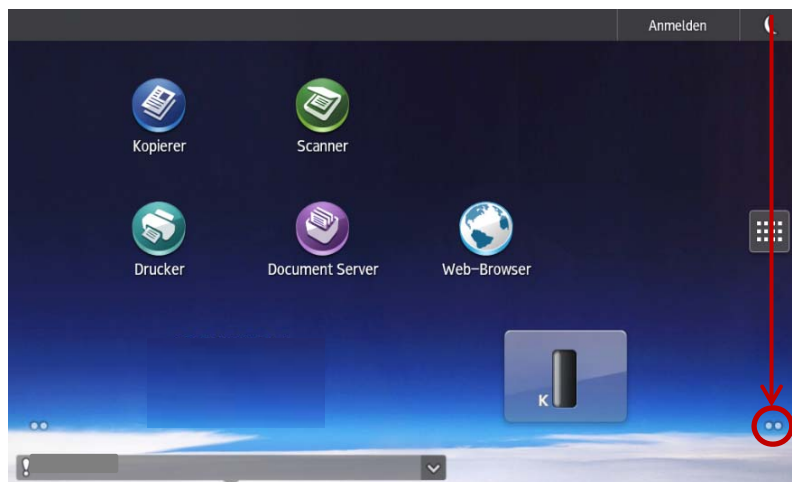 Anmelden
Kopierer
Scanner
Drucker
Document Server
Web-Browser
K
!